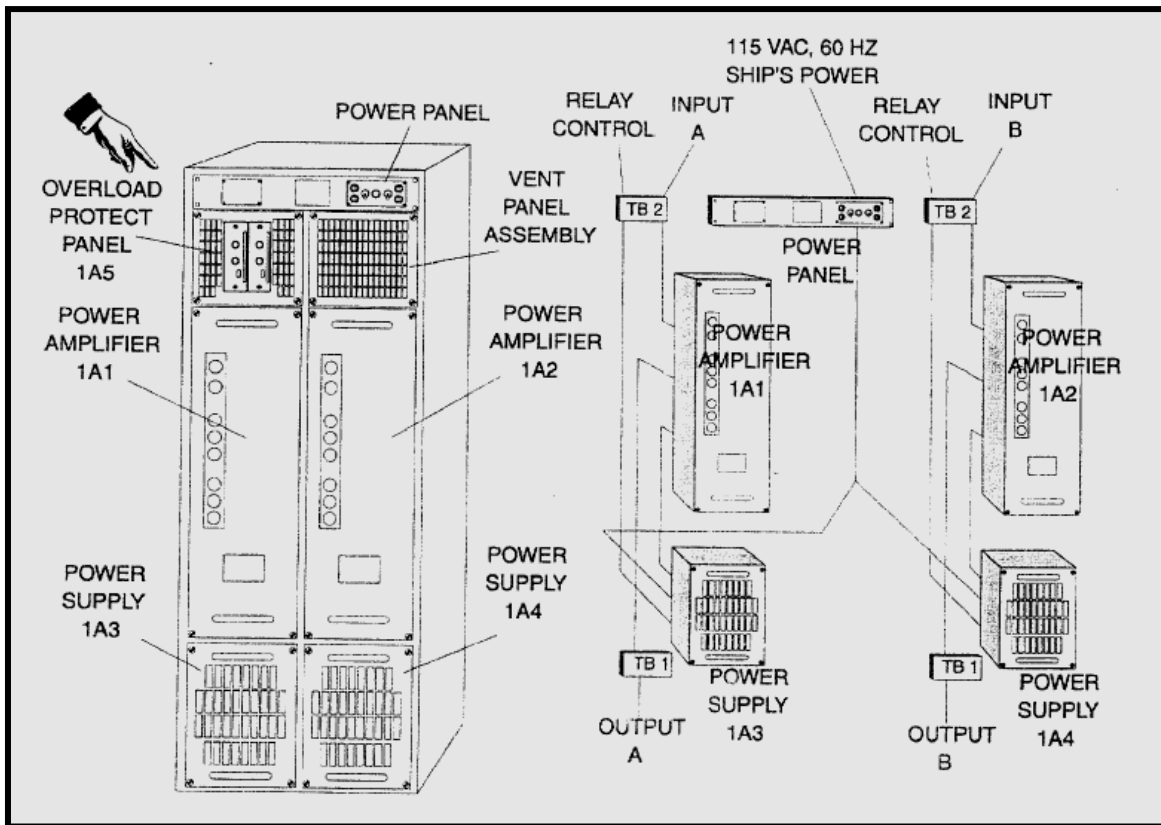 POWER PANEL
OVERLOAD
PROTECT
PANEL
1A5
VENT
PANEL
ASSEMBLY
POWER
AMPLIFIER
1A1
POWER
AMPLIFIER
1A2
POWER
SUPPLY
1A3
POWER
SUPPLY
1A4
115 VAC, 60 HZ
SHIP'S POWER
RELAY
CONTROL
INPUT
A
RELAY
CONTROL
INPUT
B
TB 2
POWER
PANEL
TB 2
POWER
AMPLIFIER
1A1
POWER
AMPLIFIER
1A2
TB 1
POWER
SUPPLY
1A3
OUTPUT
A
TB 1
POWER
SUPPLY
1A4
OUTPUT
B